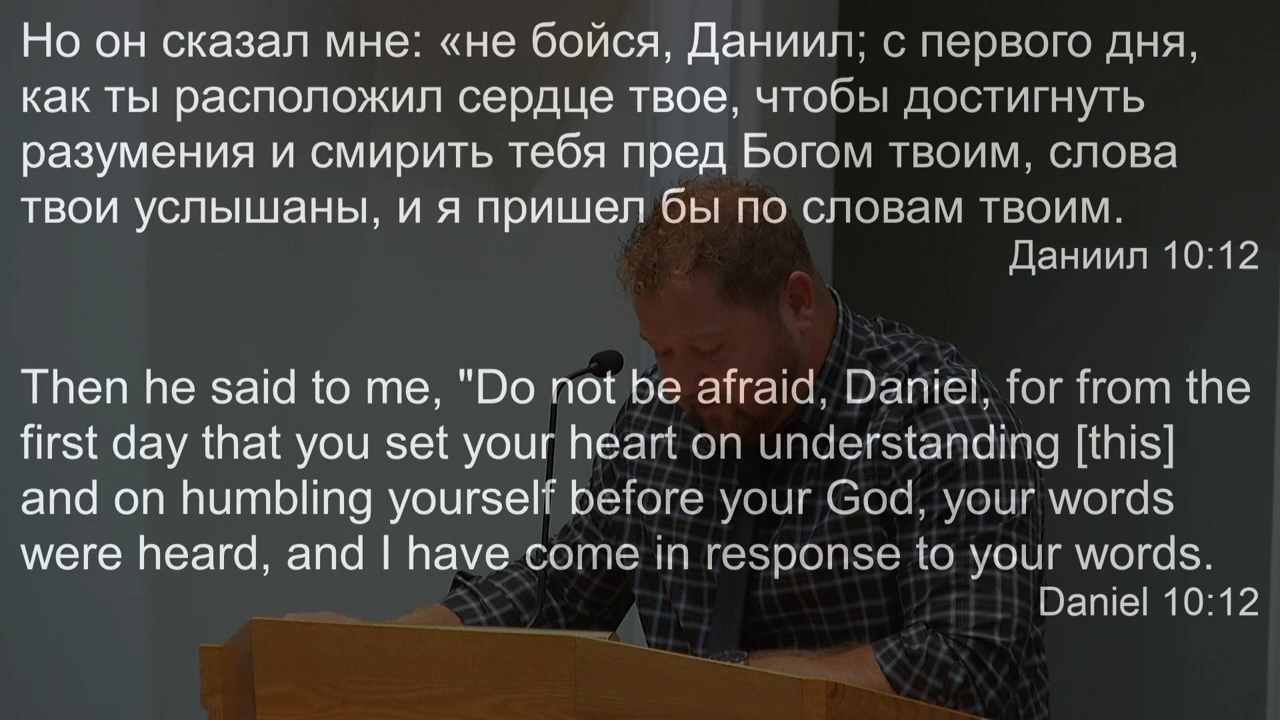 Но он сказал мне: «не бойся, Даниил; с первого дня,
как ты расположил сердце твое, чтобы достигнуть
разумения и смирить тебя пред Богом твоим, слова
твои услышаны, и я пришел бы по словам твоим.
Даниил 10:12
Then he said to me, "Do not be afraid, Daniel, for from the
first day that you set your heart on understanding [this]
and on humbling yourself before your God, your words
were heard, and I have come in response to your words.
Daniel 10:12